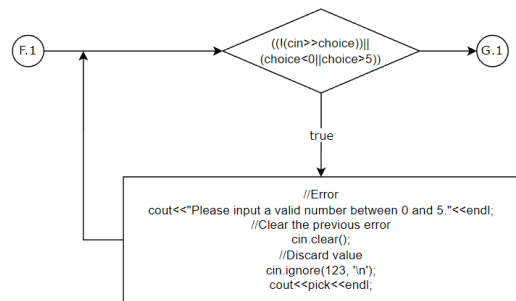 F.1
((!(cin>>choice))||
(choice<0||choice>5))
G.1
true
//Error
cout<<"Please input a valid number between 0 and 5."<<endl;
//Clear the previous error
cin.clear();
//Discard value
cin.ignore(123, '\n');
cout<<pick<<endl;